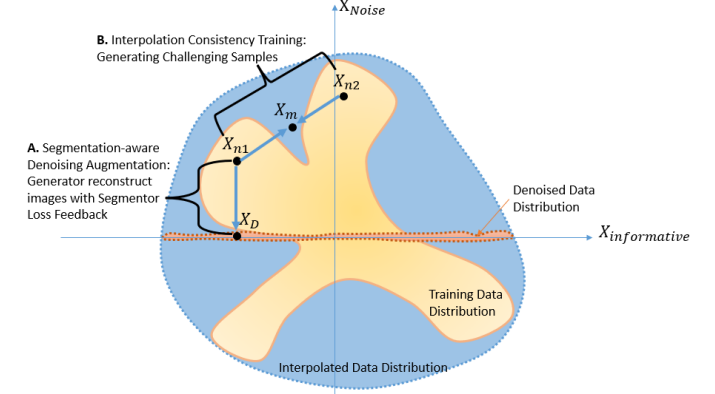 X_Noise
B. Interpolation Consistency Training:
Generating Challenging Samples
X_n2
X_m
X_n1
A. Segmentation-aware
Denoising Augmentation:
Generator reconstruct
images with Segmentor
Loss Feedback
Denoised Data
Distribution
X_D
X_informative
Training Data
Distribution
Interpolated Data Distribution